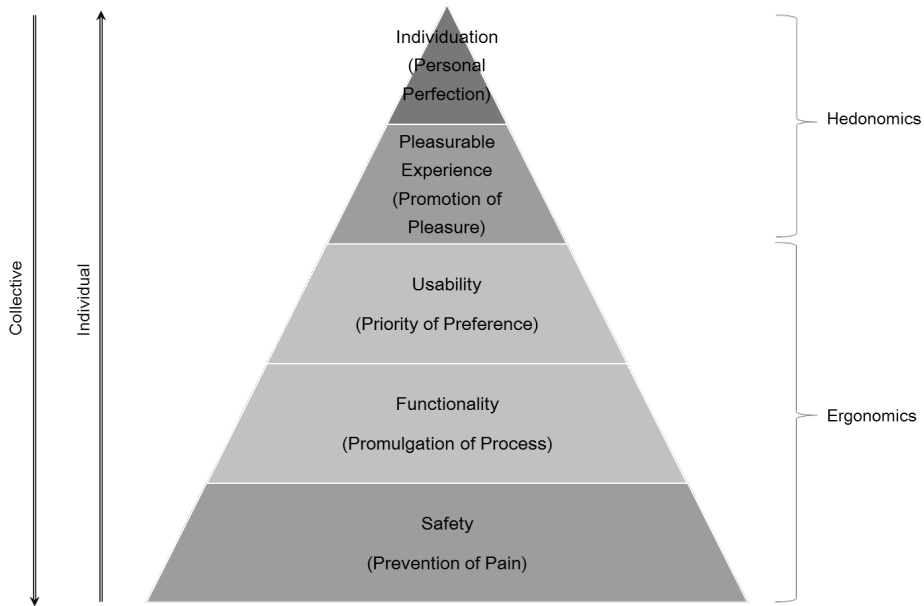 Individuation
(Personal
Perfection)
Pleasurable
Experience
(Promotion of
Pleasure)
Usability
(Priority of Preference)
Functionality
(Promulgation of Process)
Safety
(Prevention of Pain)
Collective
Individual
Hedonomics
Ergonomics